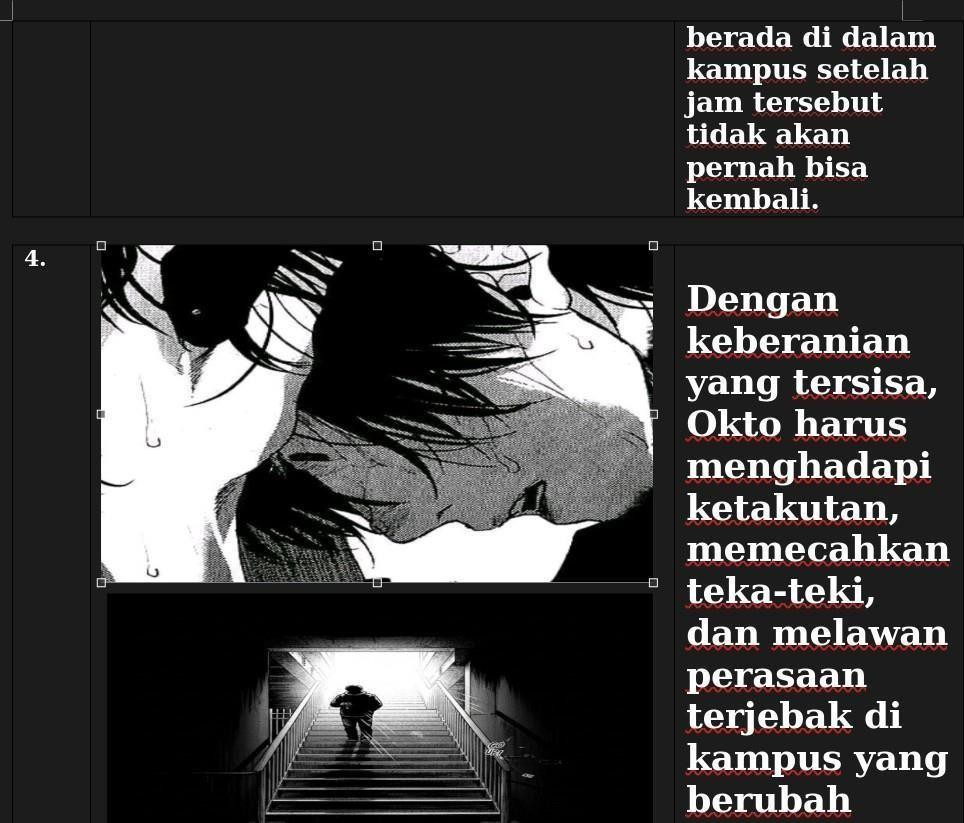 berada di dalam
kampus setelah
jam tersebut
tidak akan
pernah bisa
kembali.
4.
Dengan
keberanian
yang tersisa,
Okto harus
menghadapi
ketakutan,
memecahkan
teka-teki,
dan melawan
perasaan
terjebak di
kampus yang
berubah